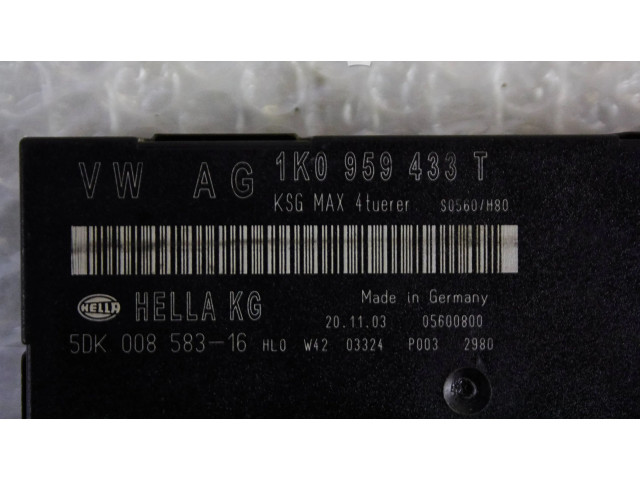 VW AG 1K0 959 433 T
KSG MAX 4tuerer S0560/H80
HELLA HELLA KG Made in Germany
20.11.03 05600800
5DK 008 583-16 HLO W42 03324 P003 2980